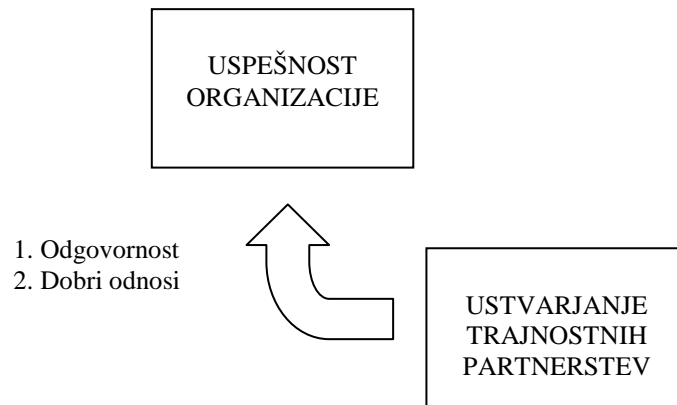 USPEŠNOST
ORGANIZACIJE
1. Odgovornost
2. Dobri odnosi
USTVARJANJE
TRAJNOSTNIH
PARTNERSTEV